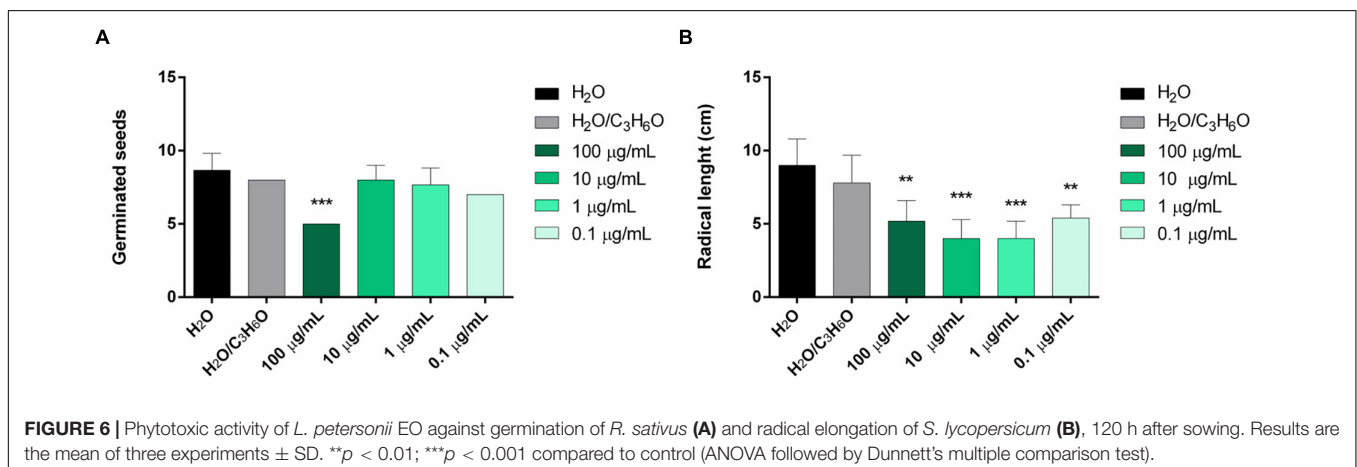 A
Germinated seeds
15
10
5
0
***
H₂O
H₂O/C₃H₆O
100 µg/mL
10 µg/mL
1 µg/mL
0.1 µg/mL
H₂O
H₂O/C₃H₆O
100 µg/mL
10 µg/mL
1 µg/mL
0.1 µg/mL
B
Radical lenght (cm)
15
10
5
0
**
***
***
**
H₂O
H₂O/C₃H₆O
100 µg/mL
10 µg/mL
1 µg/mL
0.1 µg/mL
H₂O
H₂O/C₃H₆O
100 µg/mL
10 µg/mL
1 µg/mL
0.1 µg/mL
FIGURE 6 | Phytotoxic activity of L. petersonii EO against germination of R. sativus (A) and radical elongation of S. lycopersicum (B), 120 h after sowing. Results are
the mean of three experiments ± SD. **p < 0.01; ***p < 0.001 compared to control (ANOVA followed by Dunnett's multiple comparison test).